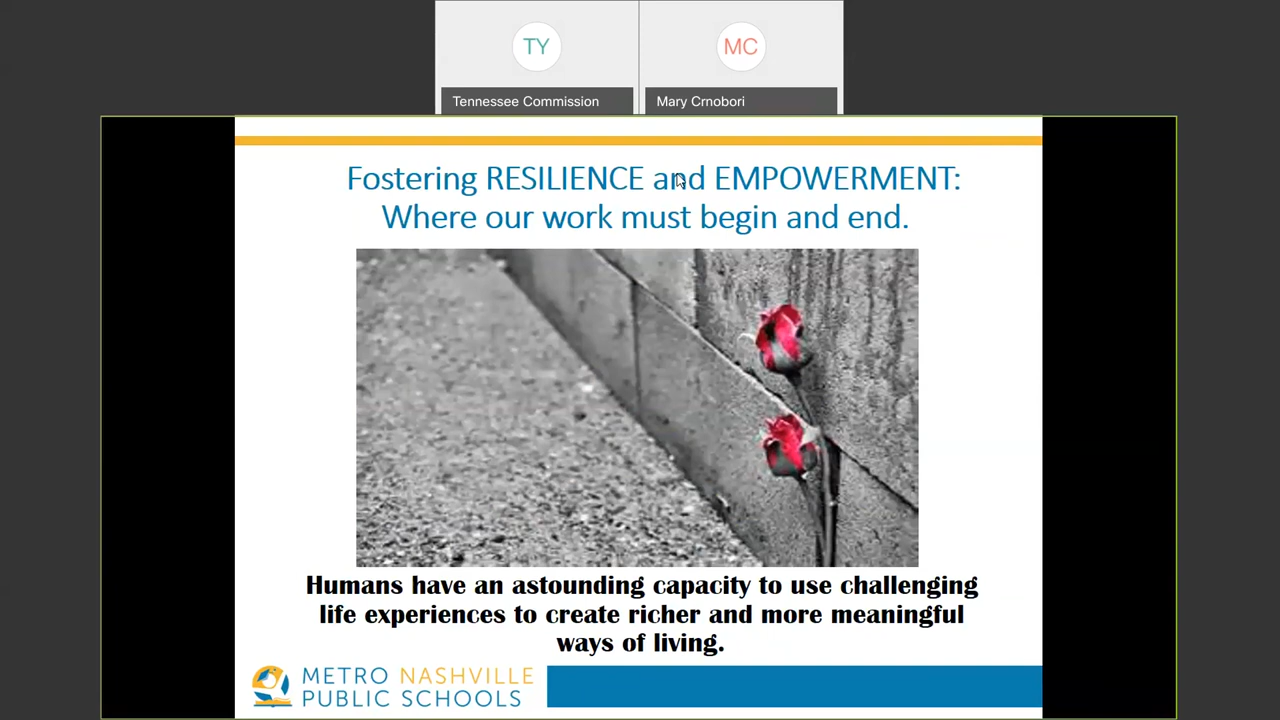 TY
MC
Tennessee Commission
Mary Crnobori
Fostering RESILIENCE and EMPOWERMENT:
Where our work must begin and end.
Humans have an astounding capacity to use challenging
life experiences to create richer and more meaningful
ways of living.
METRO NASHVILLE
PUBLIC SCHOOLS